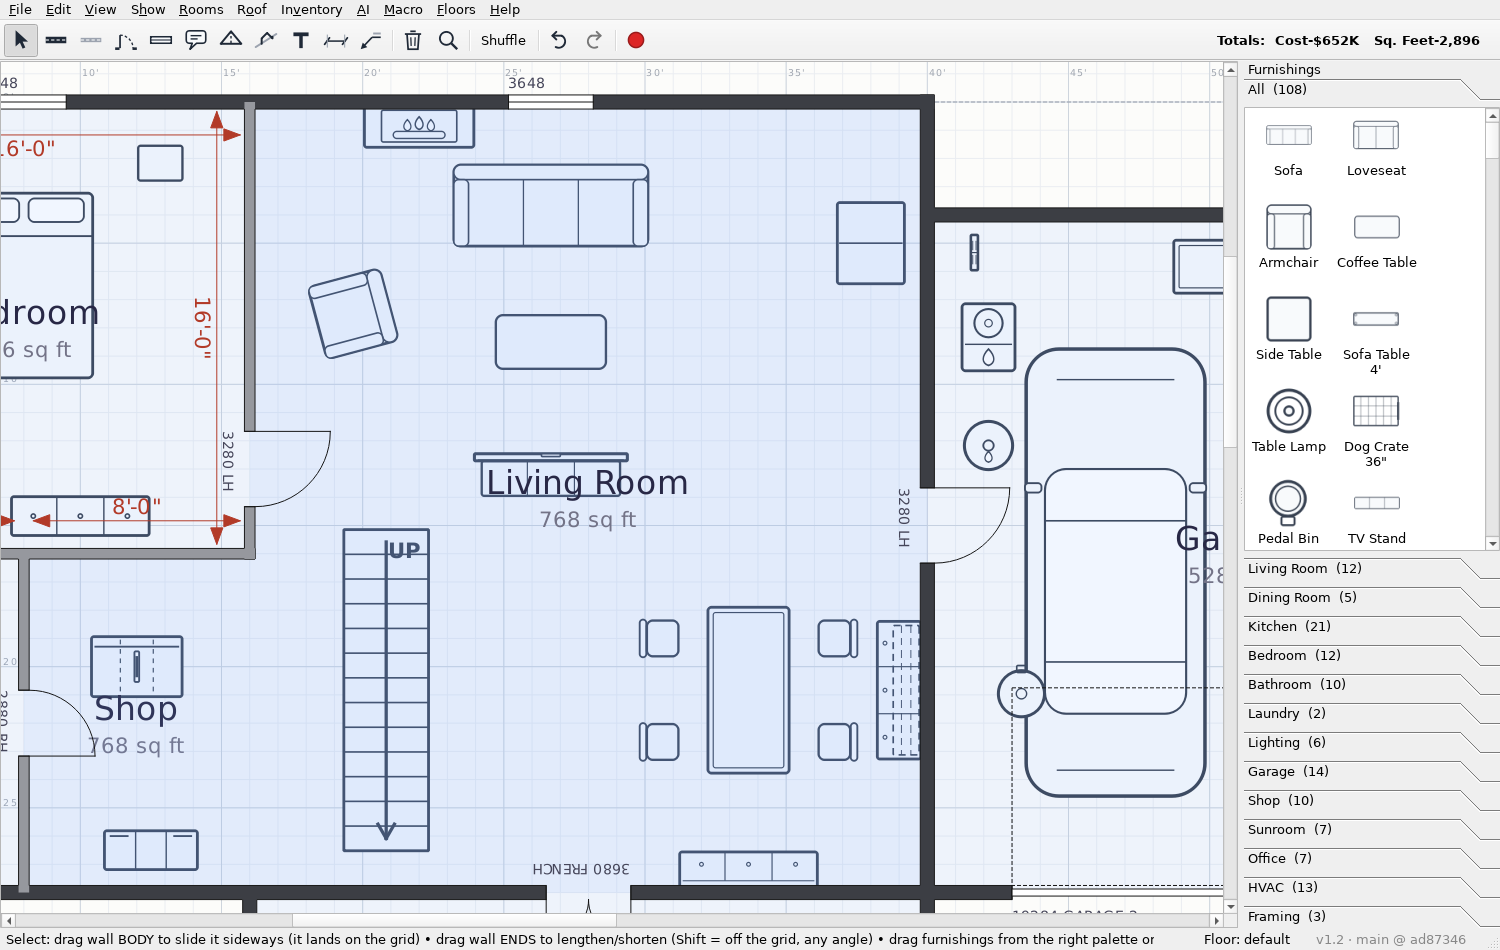 File Edit View Show Rooms Roof Inventory AI Macro Floors Help
T Shuffle Totals: Cost-$652K Sq. Feet-2,896
10' 15' 20' 25' 30' 35' 40' 45' 50
48 3648
16'-0"
droom
6 sq ft
16'-0"
3280 LH
8'-0"
Living Room
768 sq ft
3280 LH
UP
Ga
528
20
Shop
768 sq ft
25
3680 FRENCH
Furnishings
All (108)
Sofa Loveseat
Armchair Coffee Table
Side Table Sofa Table
4'
Table Lamp Dog Crate
36"
Pedal Bin TV Stand
Living Room (12)
Dining Room (5)
Kitchen (21)
Bedroom (12)
Bathroom (10)
Laundry (2)
Lighting (6)
Garage (14)
Shop (10)
Sunroom (7)
Office (7)
HVAC (13)
Framing (3)
Select: drag wall BODY to slide it sideways (it lands on the grid) • drag wall ENDS to lengthen/shorten (Shift = off the grid, any angle) • drag furnishings from the right palette or Floor: default v1.2 · main @ ad87346